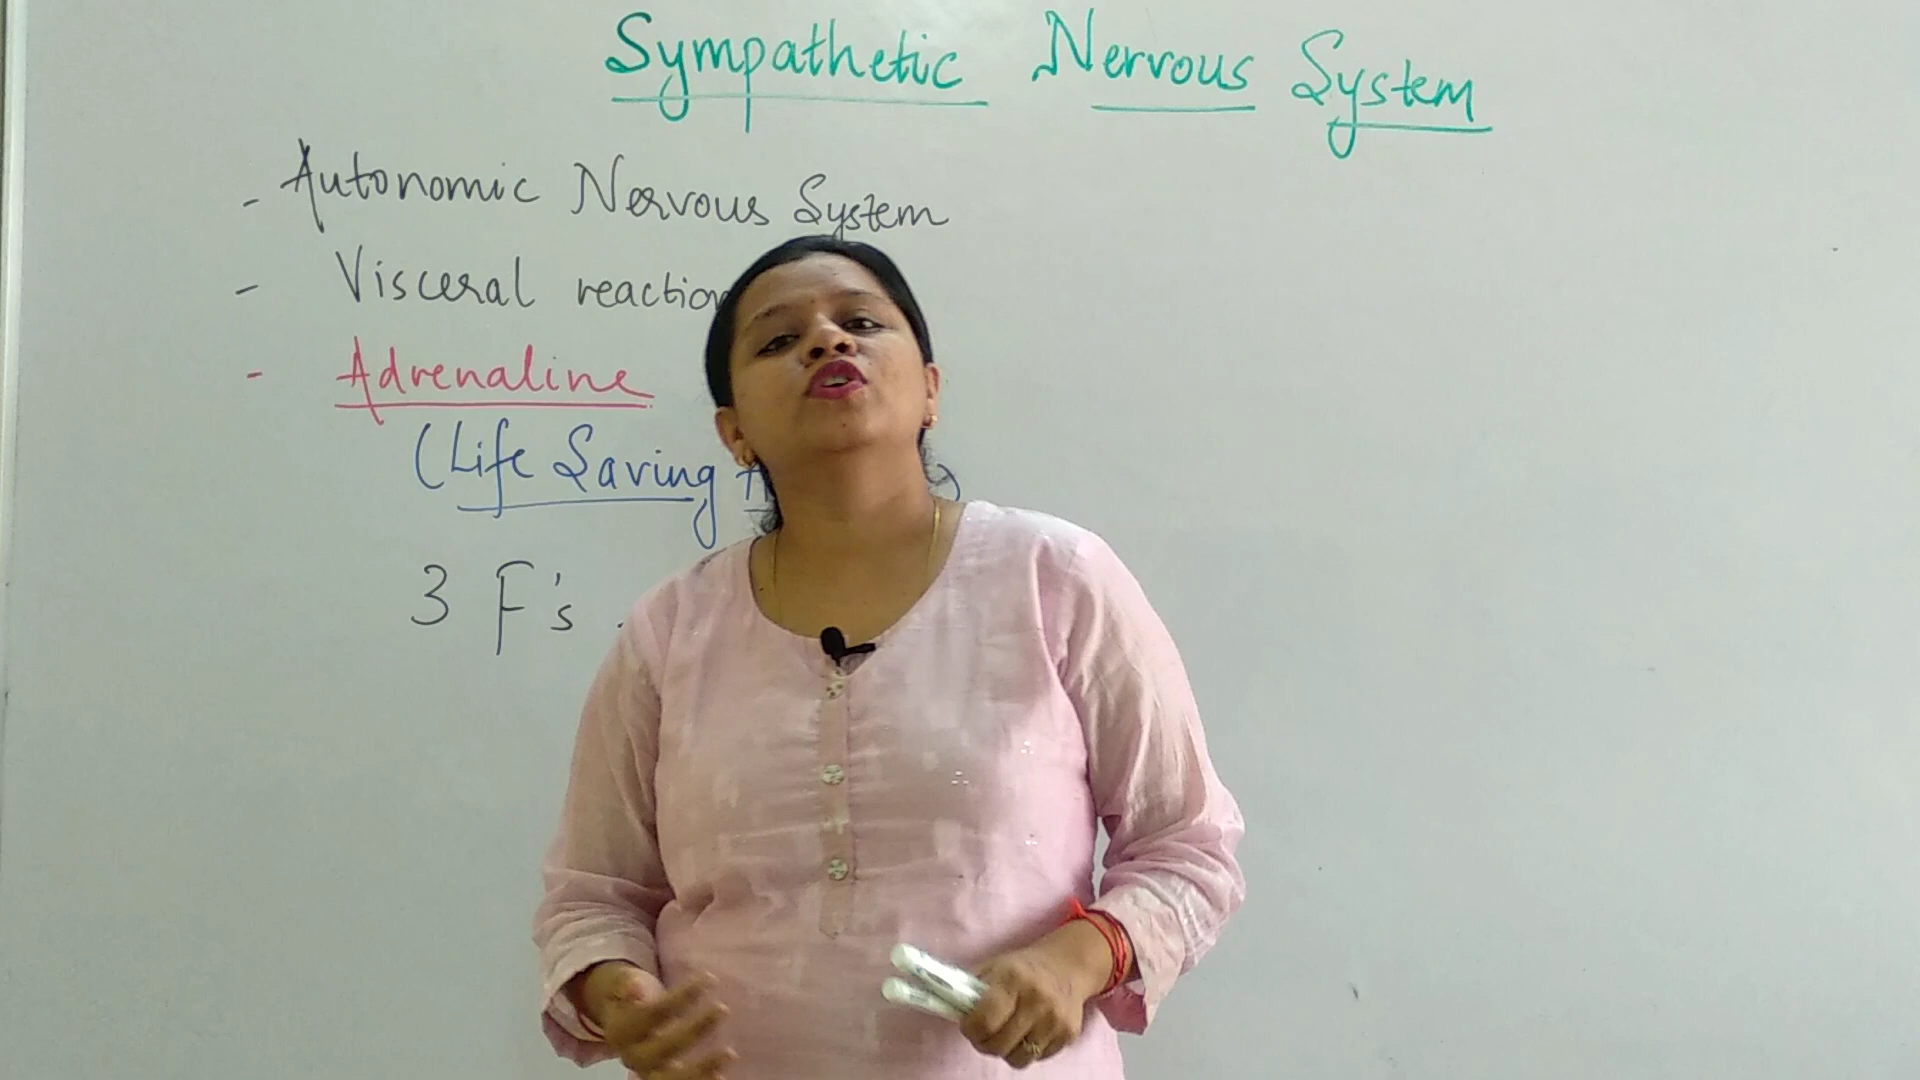 Sympathetic Nervous System
- Autonomic Nervous System
- Visceral reaction
- Adrenaline
(Life Saving )
3 F's